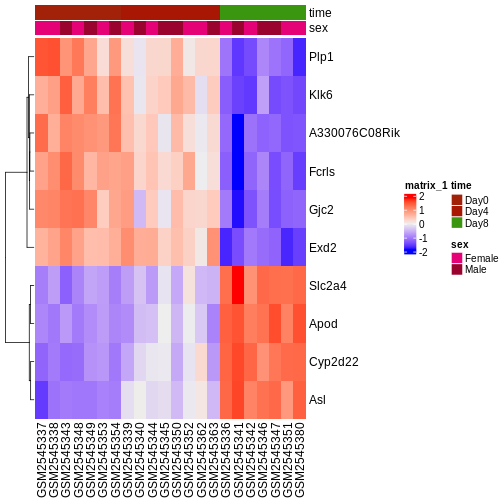 time
sex
Plp1
Klk6
A330076C08Rik
Fcrls
Gjc2
Exd2
Slc2a4
Apod
Cyp2d22
Asl
GSM2545337
GSM2545338
GSM2545343
GSM2545348
GSM2545349
GSM2545353
GSM2545354
GSM2545339
GSM2545340
GSM2545344
GSM2545345
GSM2545350
GSM2545352
GSM2545362
GSM2545363
GSM2545336
GSM2545341
GSM2545342
GSM2545346
GSM2545347
GSM2545351
GSM2545380
matrix_1
2
1
0
-1
-2
time
Day0
Day4
Day8
sex
Female
Male